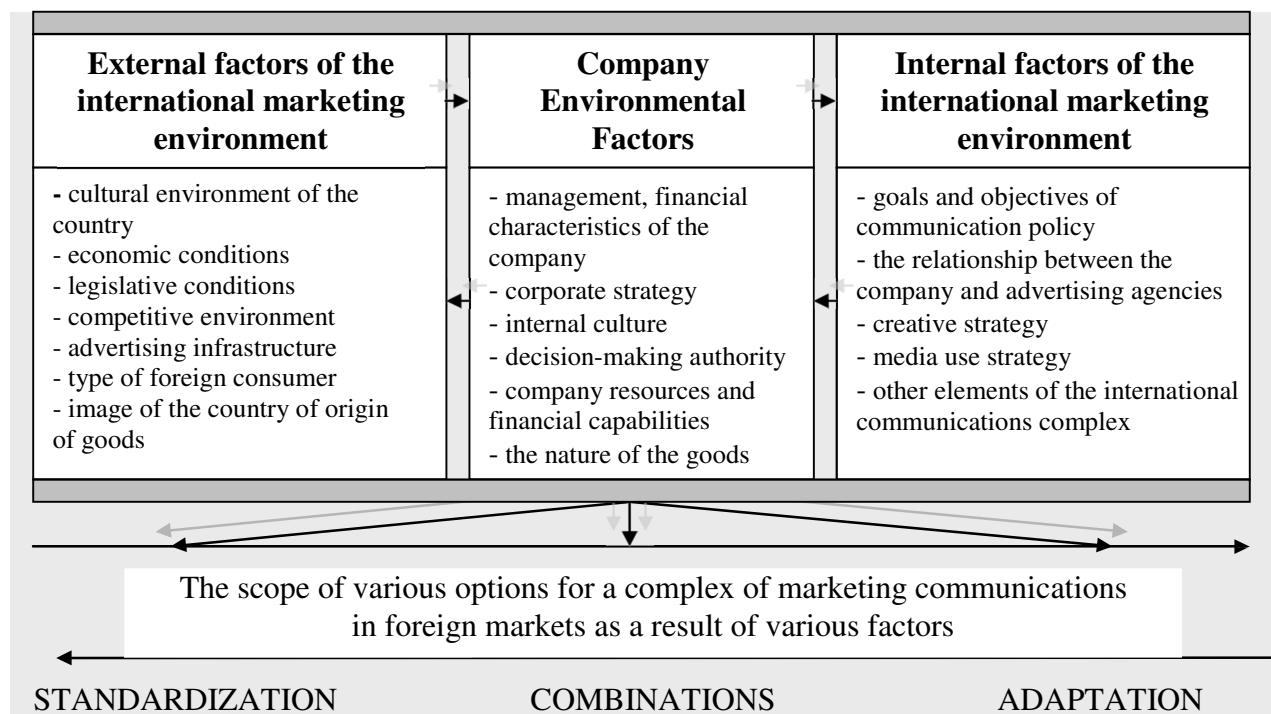 External factors of the
international marketing
environment
- cultural environment of the
country
- economic conditions
- legislative conditions
- competitive environment
- advertising infrastructure
- type of foreign consumer
- image of the country of origin
of goods
Company
Environmental
Factors
- management, financial
characteristics of the
company
- corporate strategy
- internal culture
- decision-making authority
- company resources and
financial capabilities
- the nature of the goods
Internal factors of the
international marketing
environment
- goals and objectives of
communication policy
- the relationship between the
company and advertising agencies
- creative strategy
- media use strategy
- other elements of the international
communications complex
The scope of various options for a complex of marketing communications
in foreign markets as a result of various factors
STANDARDIZATION COMBINATIONS ADAPTATION